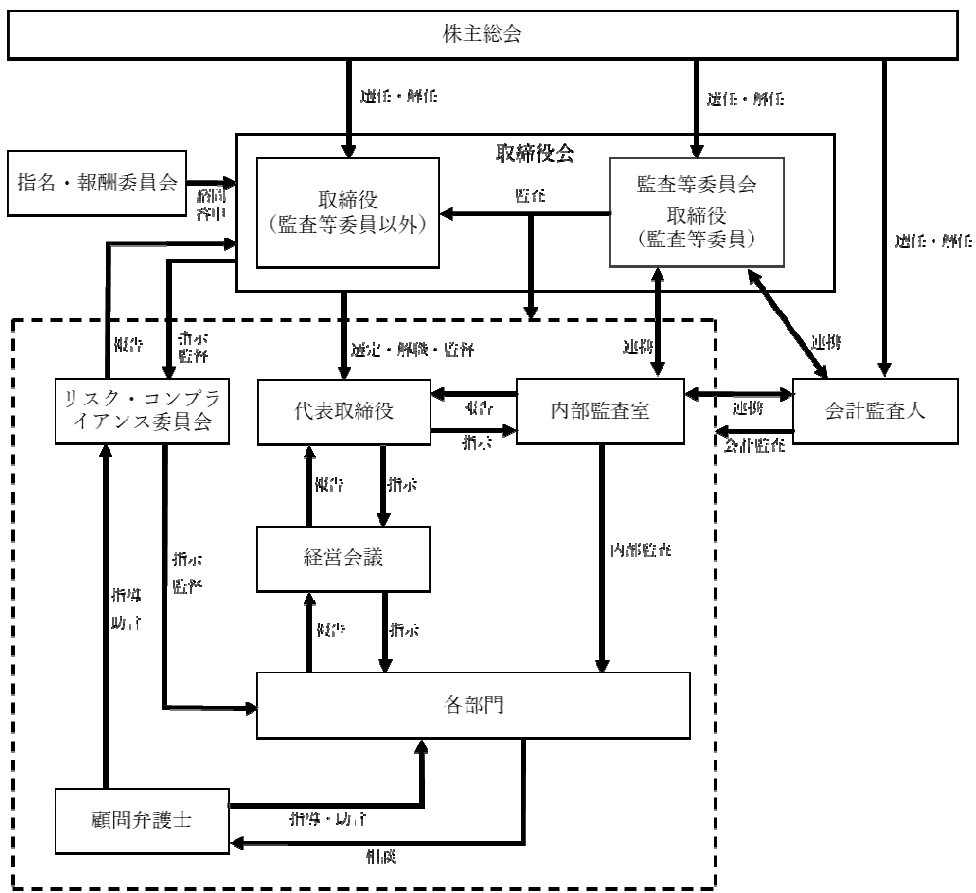 株主総会
選任・解任
選任・解任
取締役会
指名・報酬委員会
諮問
答申
取締役
(監査等委員以外)
監査
監査等委員会
取締役
(監査等委員)
選任・解任
報告
指示
監督
選定・解職・監督
連携
連携
リスク・コンプラ
イアンス委員会
代表取締役
報告
指示
内部監査室
連携
会計監査
会計監査人
報告
指示
経営会議
指示
監督
内部監査
指導
助言
報告
指示
各部門
顧問弁護士
指導・助言
相談